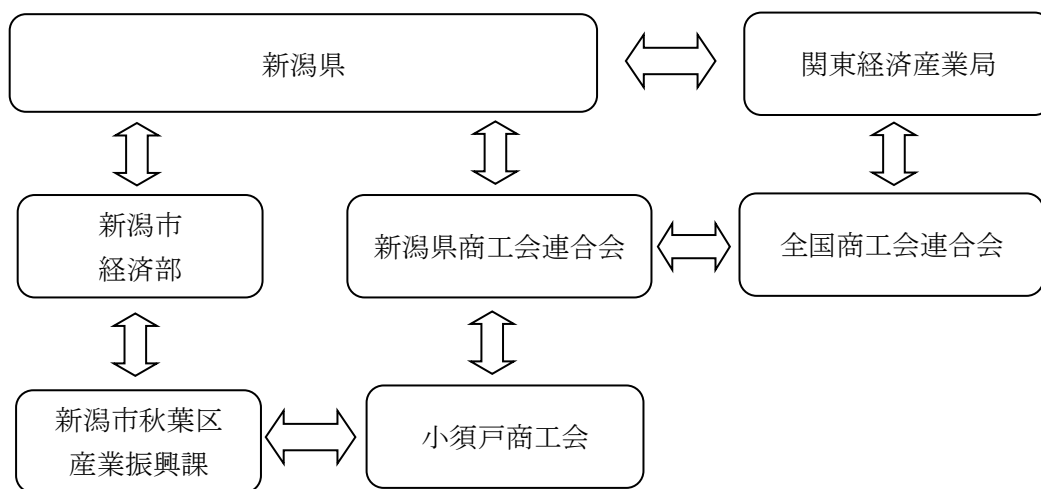 新潟県
関東経済産業局
新潟市
経済部
新潟県商工会連合会
全国商工会連合会
新潟市秋葉区
産業振興課
小須戸商工会